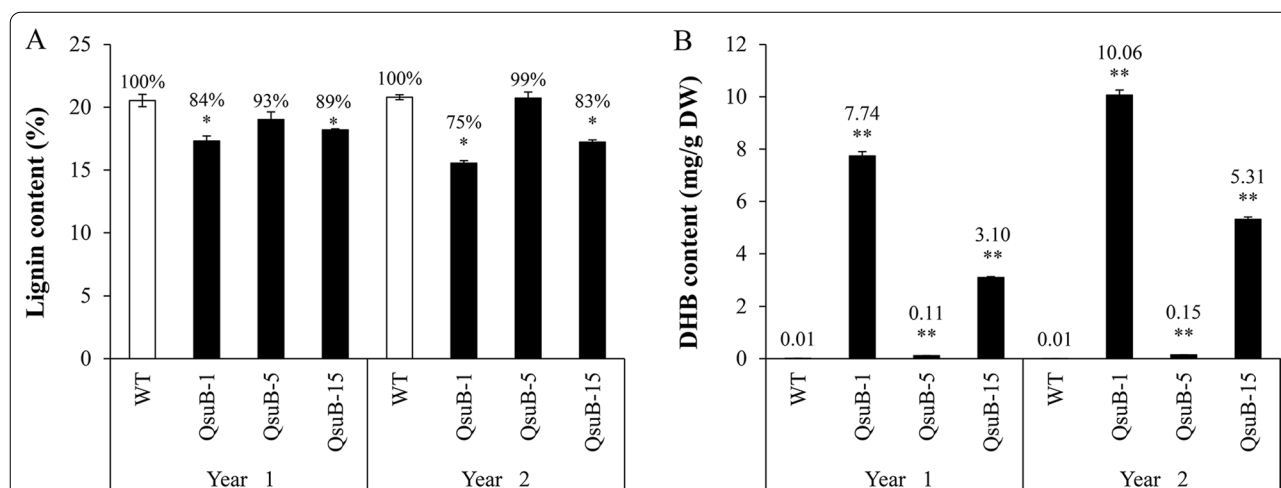 A
Lignin content (%)
25
20
15
10
5
0
100%
84%
*
93%
89%
*
100%
75%
*
99%
83%
*
WT
QsuB-1
QsuB-5
QsuB-15
WT
QsuB-1
QsuB-5
QsuB-15
Year 1
Year 2
B
DHB content (mg/g DW)
12
10
8
6
4
2
0
0.01
7.74
**
0.11
**
3.10
**
0.01
10.06
**
0.15
**
5.31
**
WT
QsuB-1
QsuB-5
QsuB-15
WT
QsuB-1
QsuB-5
QsuB-15
Year 1
Year 2